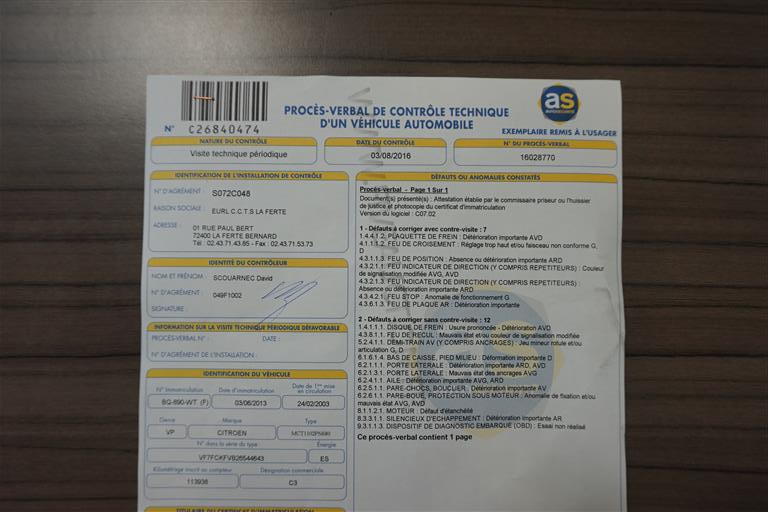 as
PROCÈS-VERBAL DE CONTRÔLE TECHNIQUE
D'UN VÉHICULE AUTOMOBILE
N° C26840474
EXEMPLAIRE REMIS À L'USAGER
NATURE DU CONTRÔLE
Visite technique périodique
DATE DU CONTRÔLE
03/08/2016
N° DU PROCÈS-VERBAL
16028770
IDENTIFICATION DE L'INSTALLATION DE CONTRÔLE
N° D'AGRÉMENT : S072C048
RAISON SOCIALE : EURL C.C.T.S LA FERTE
ADRESSE : 01 RUE PAUL BERT
72400 LA FERTE BERNARD
Tél : 02.43.71.43.85 - Fax : 02.43.71.53.73
IDENTITÉ DU CONTRÔLEUR
NOM ET PRÉNOM : SCOUARNEC David
N° D'AGRÉMENT : 049F1002
SIGNATURE :
INFORMATION SUR LA VISITE TECHNIQUE PÉRIODIQUE DÉFAVORABLE
PROCÈS-VERBAL N° : DATE :
N° D'AGRÉMENT DE L'INSTALLATION :
IDENTIFICATION DU VÉHICULE
N° Immatriculation Date d'immatriculation Date de 1ère mise
en circulation
BQ-890-WT (F) 03/06/2013 24/02/2003
Genre Marque Type
VP CITROEN
N° dans la série du type Énergie
VF7FCKFVB26544643 ES
Kilométrage inscrit au compteur Désignation commerciale
113936 C3
TITULAIRE DU CERTIFICAT D'IMMATRICULATION
DÉFAUTS OU ANOMALIES CONSTATÉS
Procès-verbal - Page 1 Sur 1
Document(s) présenté(s) : Attestation établie par le commissaire priseur ou l'huissier
de justice et photocopie du certificat d'immatriculation
Version du logiciel : C07.02
1 - Défauts à corriger avec contre-visite : 7
1.4.4.1.2. PLAQUETTE DE FREIN : Détérioration importante AVD
4.1.1.1.2. FEU DE CROISEMENT : Réglage trop haut et/ou faisceau non conforme G,
D
4.3.1.1.3. FEU DE POSITION : Absence ou détérioration importante ARD
4.3.2.1.1. FEU INDICATEUR DE DIRECTION (Y COMPRIS REPETITEURS) : Couleur
de signalisation modifiée AVG, AVD
4.3.2.1.3. FEU INDICATEUR DE DIRECTION (Y COMPRIS REPETITEURS) :
Absence ou détérioration importante ARD
4.3.4.2.1. FEU STOP : Anomalie de fonctionnement G
4.3.6.1.3. FEU DE PLAQUE AR : Détérioration importante
2 - Défauts à corriger sans contre-visite : 12
1.4.1.1.1. DISQUE DE FREIN : Usure prononcée - Détérioration AVD
4.3.8.1.1. FEU DE RECUL : Mauvais état et/ou couleur de signalisation modifiée
5.2.4.1.1. DEMI-TRAIN AV (Y COMPRIS ANCRAGES) : Jeu mineur rotule et/ou
articulation G, D
6.1.6.1.4. BAS DE CAISSE, PIED MILIEU : Déformation importante D
6.2.1.1.1. PORTE LATERALE : Détérioration importante ARD, AVD
6.2.1.3.1. PORTE LATERALE : Mauvais état des ancrages AVG
6.2.4.1.1. AILE : Détérioration importante AVG, ARD
6.2.5.1.1. PARE-CHOCS, BOUCLIER : Détérioration importante AV
6.2.6.1.1. PARE-BOUE, PROTECTION SOUS MOTEUR : Anomalie de fixation et/ou
mauvais état AVG, AVD
8.1.1.2.1. MOTEUR : Défaut d'étanchéité
8.3.3.1.1. SILENCIEUX D'ECHAPPEMENT : Détérioration importante AR
9.3.1.1.3. DISPOSITIF DE DIAGNOSTIC EMBARQUE (OBD) : Essai non réalisé
Ce procès-verbal contient 1 page